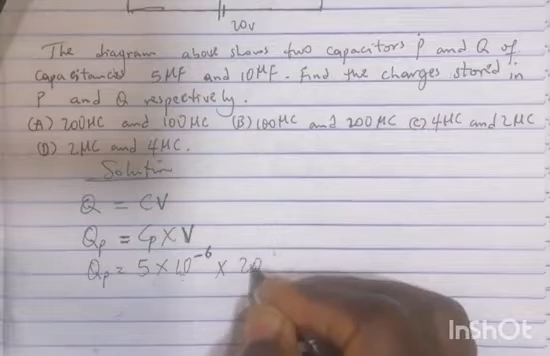 20V
The diagram above shows two capacitors P and Q of
Capacitances 5μF and 10μF. Find the charges stored in
P and Q respectively.
(A) 200μC and 100μC (B) 100μC and 200μC (C) 4μC and 2μC
(D) 2μC and 4μC.
Solution
Q = CV
Qp = Cp X V
Qp = 5 X 10⁻⁶ X 20
InShOt